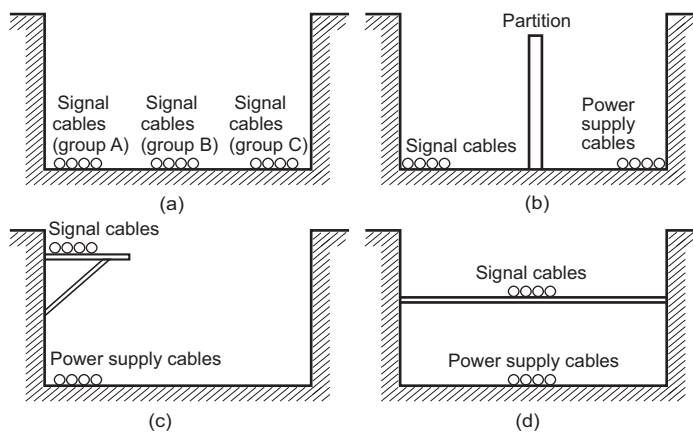 Signal
cables
(group A)
Signal
cables
(group B)
Signal
cables
(group C)
(a)
Partition
Signal cables
Power
supply
cables
(b)
Signal cables
Power supply cables
(c)
Signal cables
Power supply cables
(d)